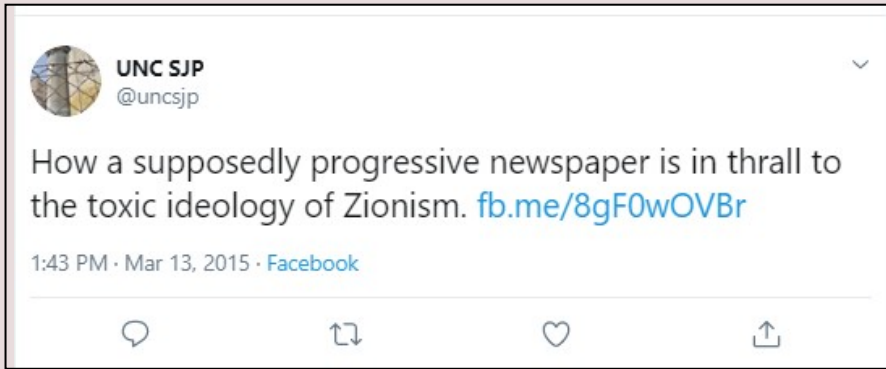 UNC SJP
@uncsjp
How a supposedly progressive newspaper is in thrall to
the toxic ideology of Zionism. fb.me/8gF0wOVBr
1:43 PM · Mar 13, 2015 · Facebook